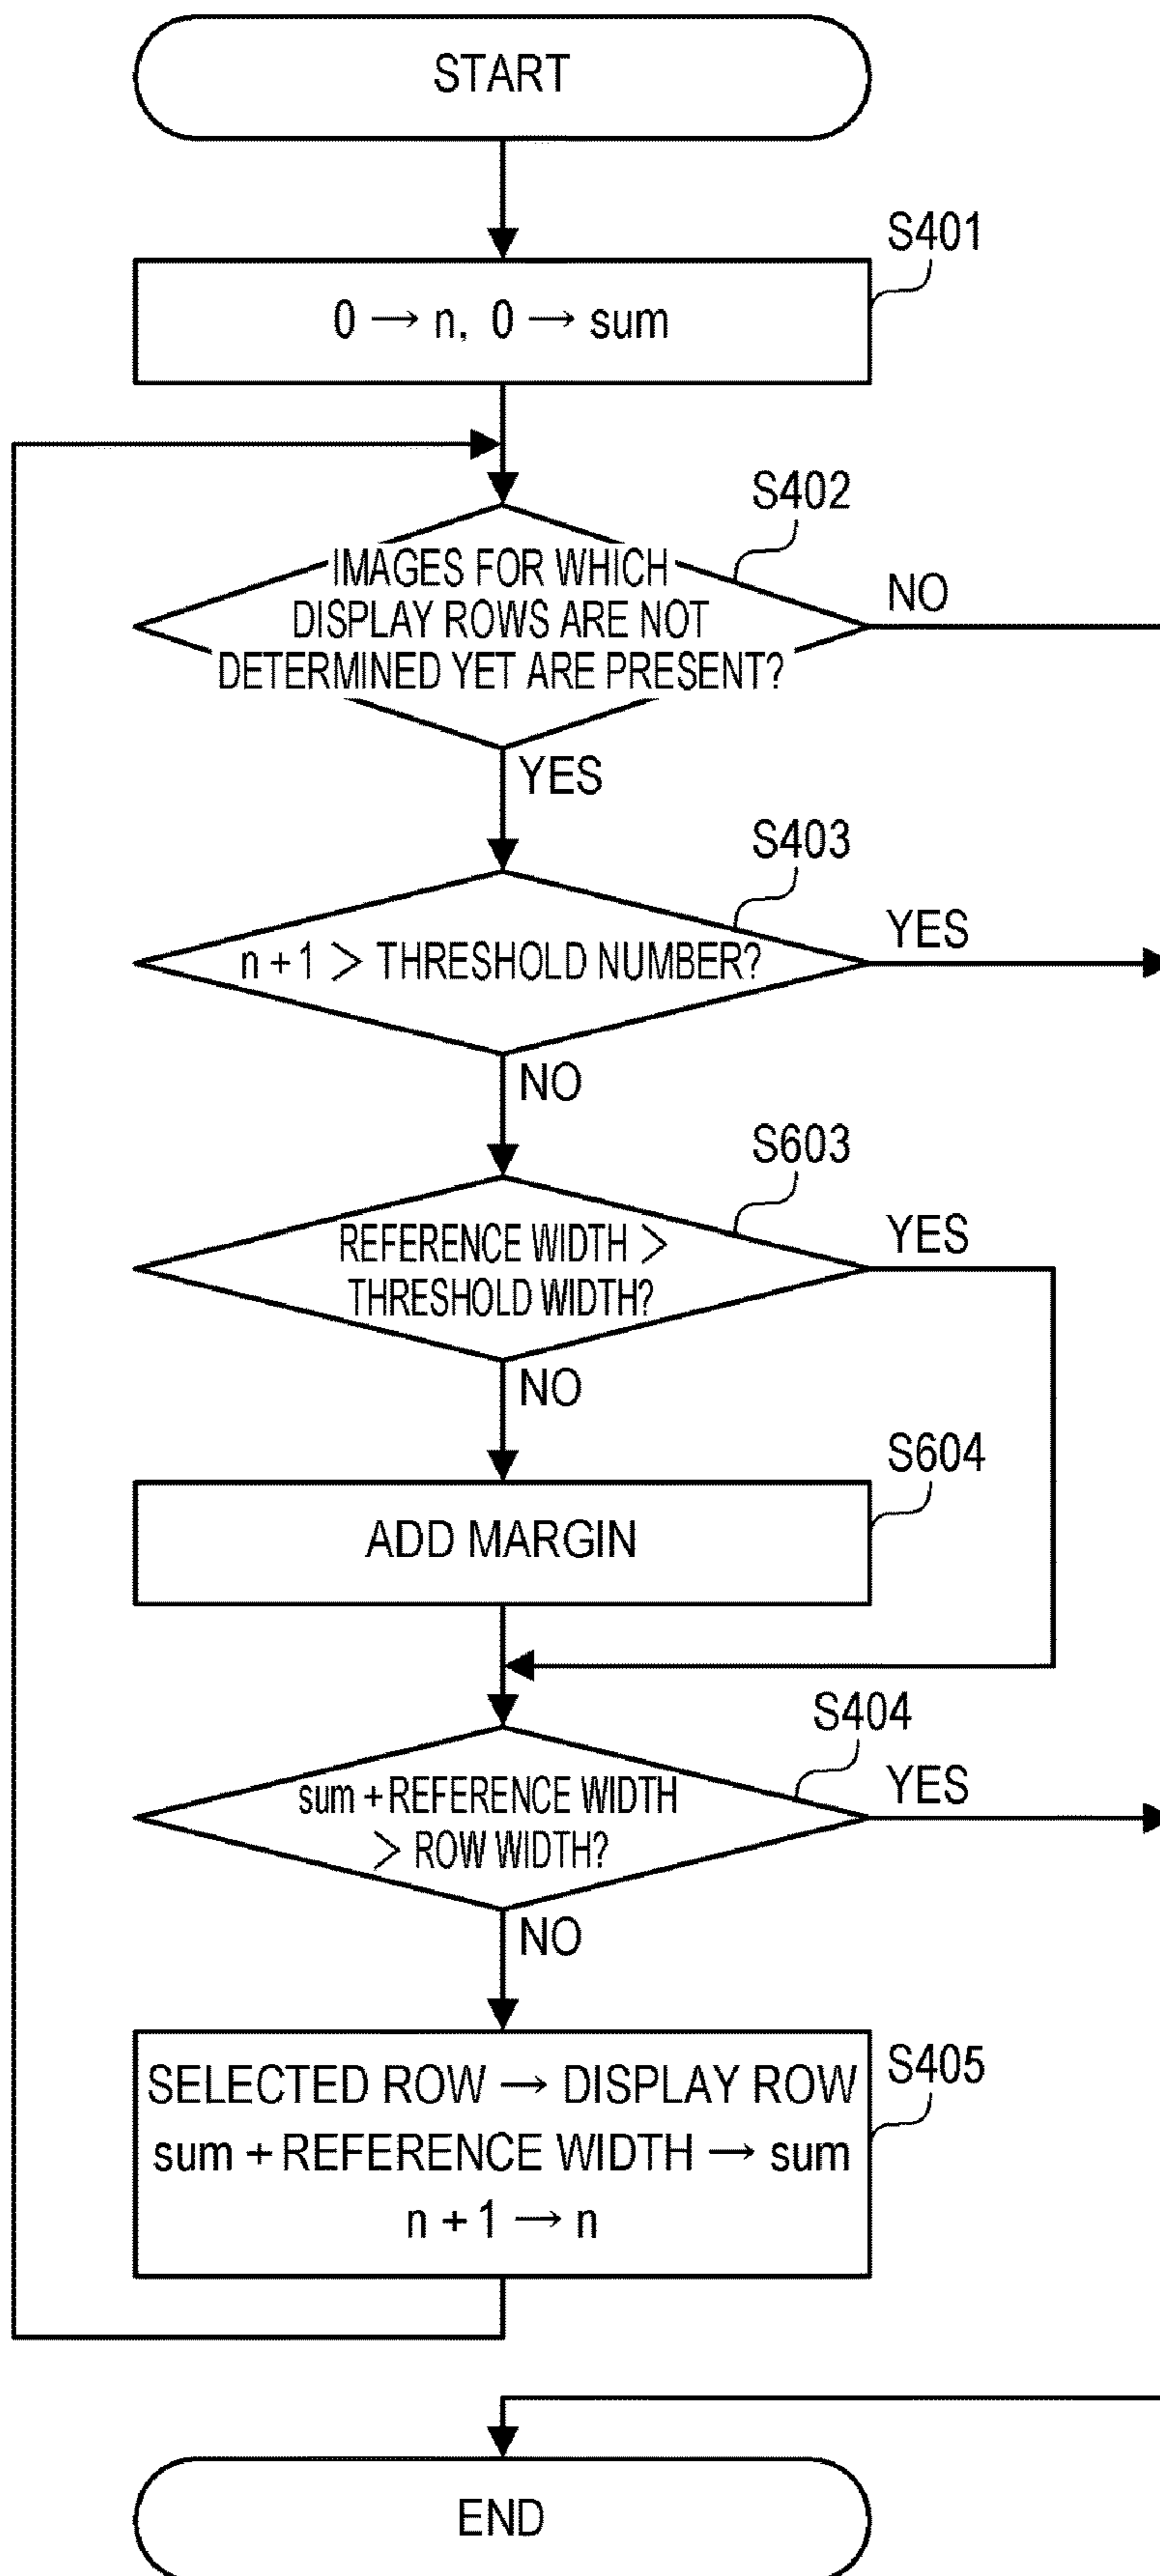 START
S401
0 → n, 0 → sum
S402
IMAGES FOR WHICH
DISPLAY ROWS ARE NOT
DETERMINED YET ARE PRESENT?
NO
YES
S403
n + 1 > THRESHOLD NUMBER?
YES
NO
S603
REFERENCE WIDTH >
THRESHOLD WIDTH?
YES
NO
S604
ADD MARGIN
S404
sum + REFERENCE WIDTH
> ROW WIDTH?
YES
NO
S405
SELECTED ROW → DISPLAY ROW
sum + REFERENCE WIDTH → sum
n + 1 → n
END